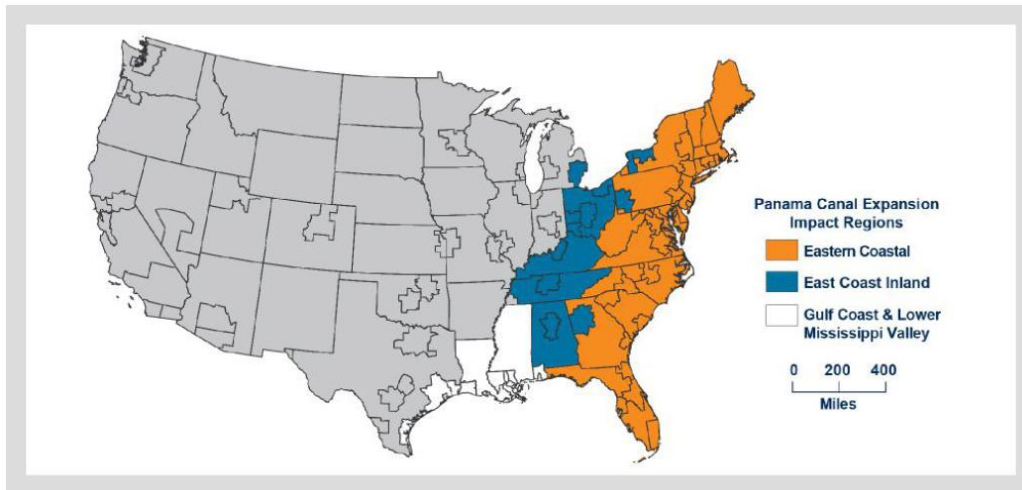 Panama Canal Expansion
Impact Regions
Eastern Coastal
East Coast Inland
Gulf Coast & Lower
Mississippi Valley
0 200 400
Miles